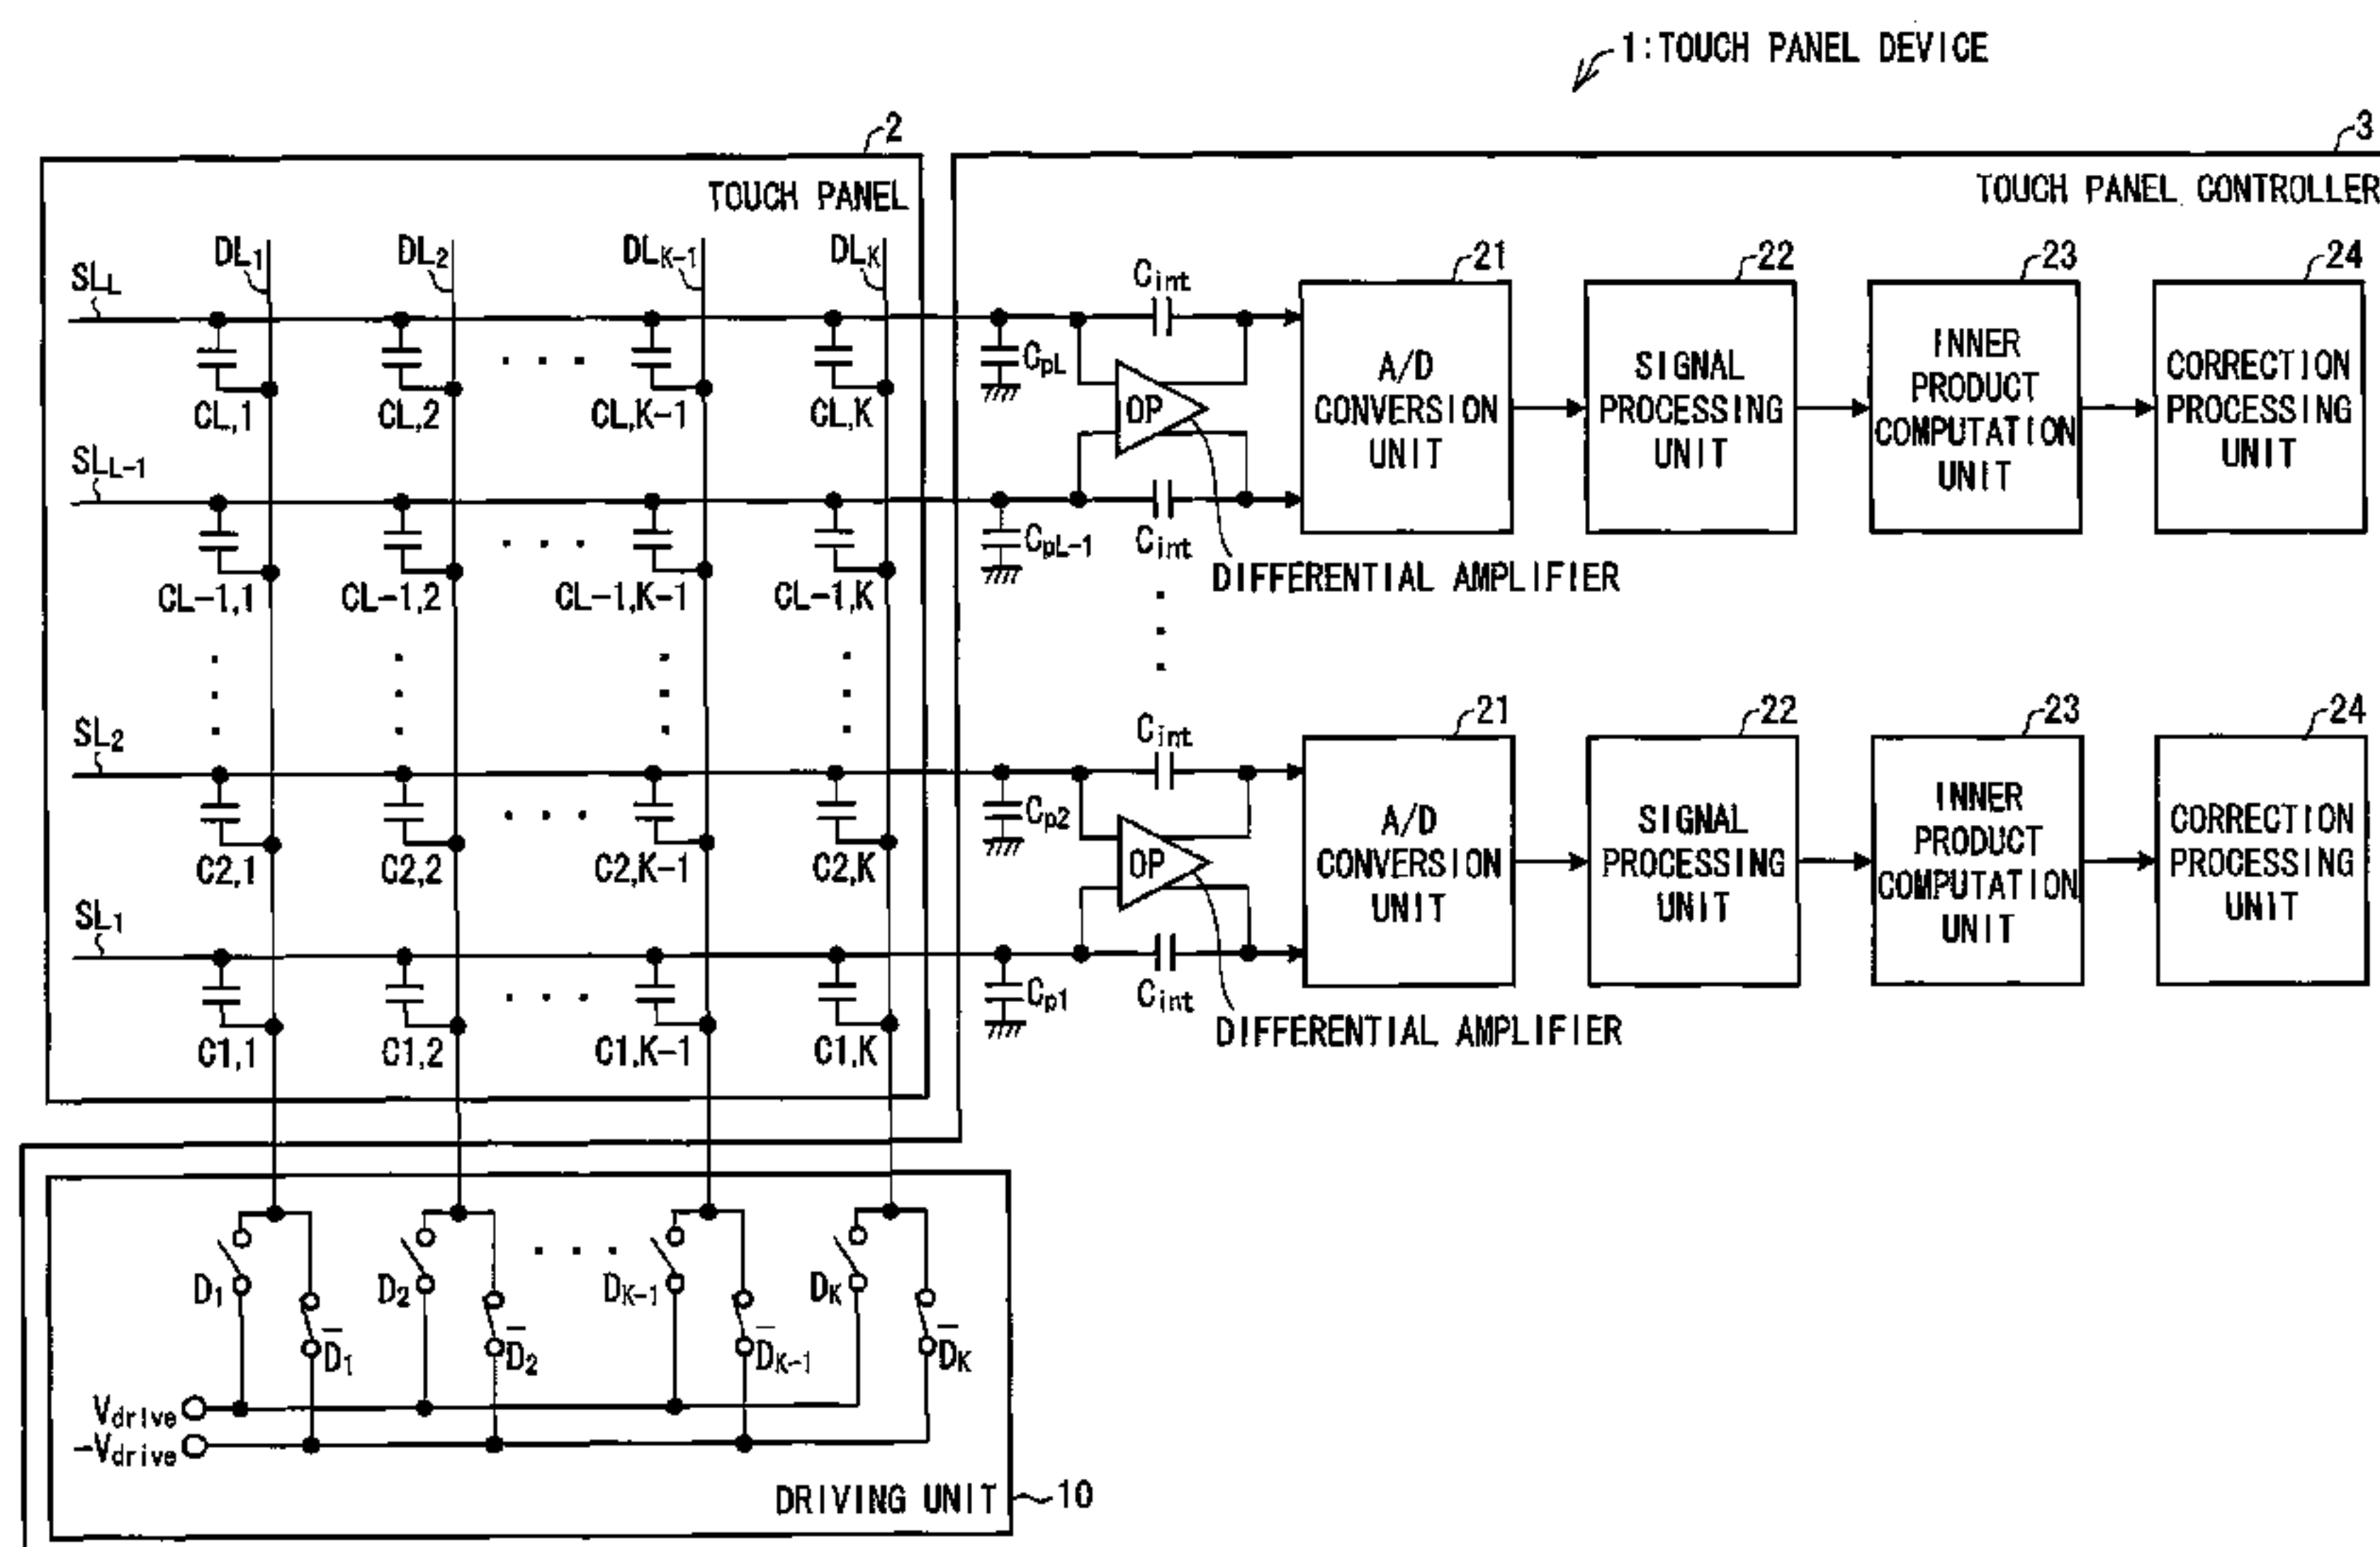 1:TOUCH PANEL DEVICE
2
3
TOUCH PANEL
TOUCH PANEL CONTROLLER
DL1
DL2
DLK-1
DLK
SLL
CL,1
CL,2
CL,K-1
CL,K
CpL
Cint
OP
21
A/D
CONVERSION
UNIT
22
SIGNAL
PROCESSING
UNIT
23
INNER
PRODUCT
COMPUTATION
UNIT
24
CORRECTION
PROCESSING
UNIT
SLL-1
CL-1,1
CL-1,2
CL-1,K-1
CL-1,K
CpL-1
Cint
DIFFERENTIAL AMPLIFIER
SL2
C2,1
C2,2
C2,K-1
C2,K
Cp2
Cint
OP
21
A/D
CONVERSION
UNIT
22
SIGNAL
PROCESSING
UNIT
23
INNER
PRODUCT
COMPUTATION
UNIT
24
CORRECTION
PROCESSING
UNIT
SL1
C1,1
C1,2
C1,K-1
C1,K
Cp1
Cint
DIFFERENTIAL AMPLIFIER
D1
D̅1
D2
D̅2
DK-1
D̅K-1
DK
D̅K
Vdrive
-Vdrive
DRIVING UNIT
10